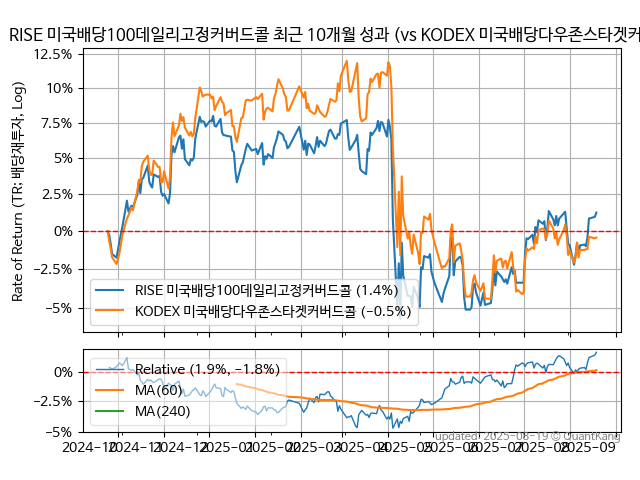 RISE 미국배당100데일리고정커버드콜 최근 10개월 성과 (vs KODEX 미국배당다우존스타겟커
Rate of Return (TR: 배당재투자, Log)
12.5%
10%
7.5%
5%
2.5%
0%
−2.5%
−5%
RISE 미국배당100데일리고정커버드콜 (1.4%)
KODEX 미국배당다우존스타겟커버드콜 (−0.5%)
0%
−2.5%
−5%
Relative (1.9%, −1.8%)
MA(60)
MA(240)
updated 2025-08-19 © QuantKang
2024-10 2024-11 2024-12 2025-01 2025-02 2025-03 2025-04 2025-05 2025-06 2025-07 2025-08 2025-09